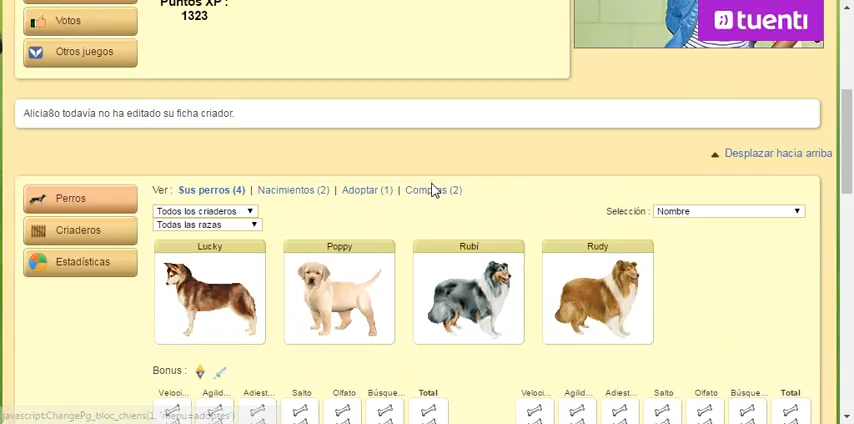 Puntos XP :
1323
Votos
Otros juegos
tuenti
Alicia8o todavía no ha editado su ficha criador.
Desplazar hacia arriba
Perros
Criaderos
Estadísticas
Ver : Sus perros (4) | Nacimientos (2) | Adoptar (1) | Compras (2)
Todos los criaderos
Todas las razas
Selección : Nombre
Lucky Poppy Rubí Rudy
Bonus :
Veloci... Agilid... Adiest... Salto Olfato Búsque... Total Veloci... Agilid... Adiest... Salto Olfato Búsque... Total
javascript:ChangePg_bloc_chiens(1, 'menu=adoptes')